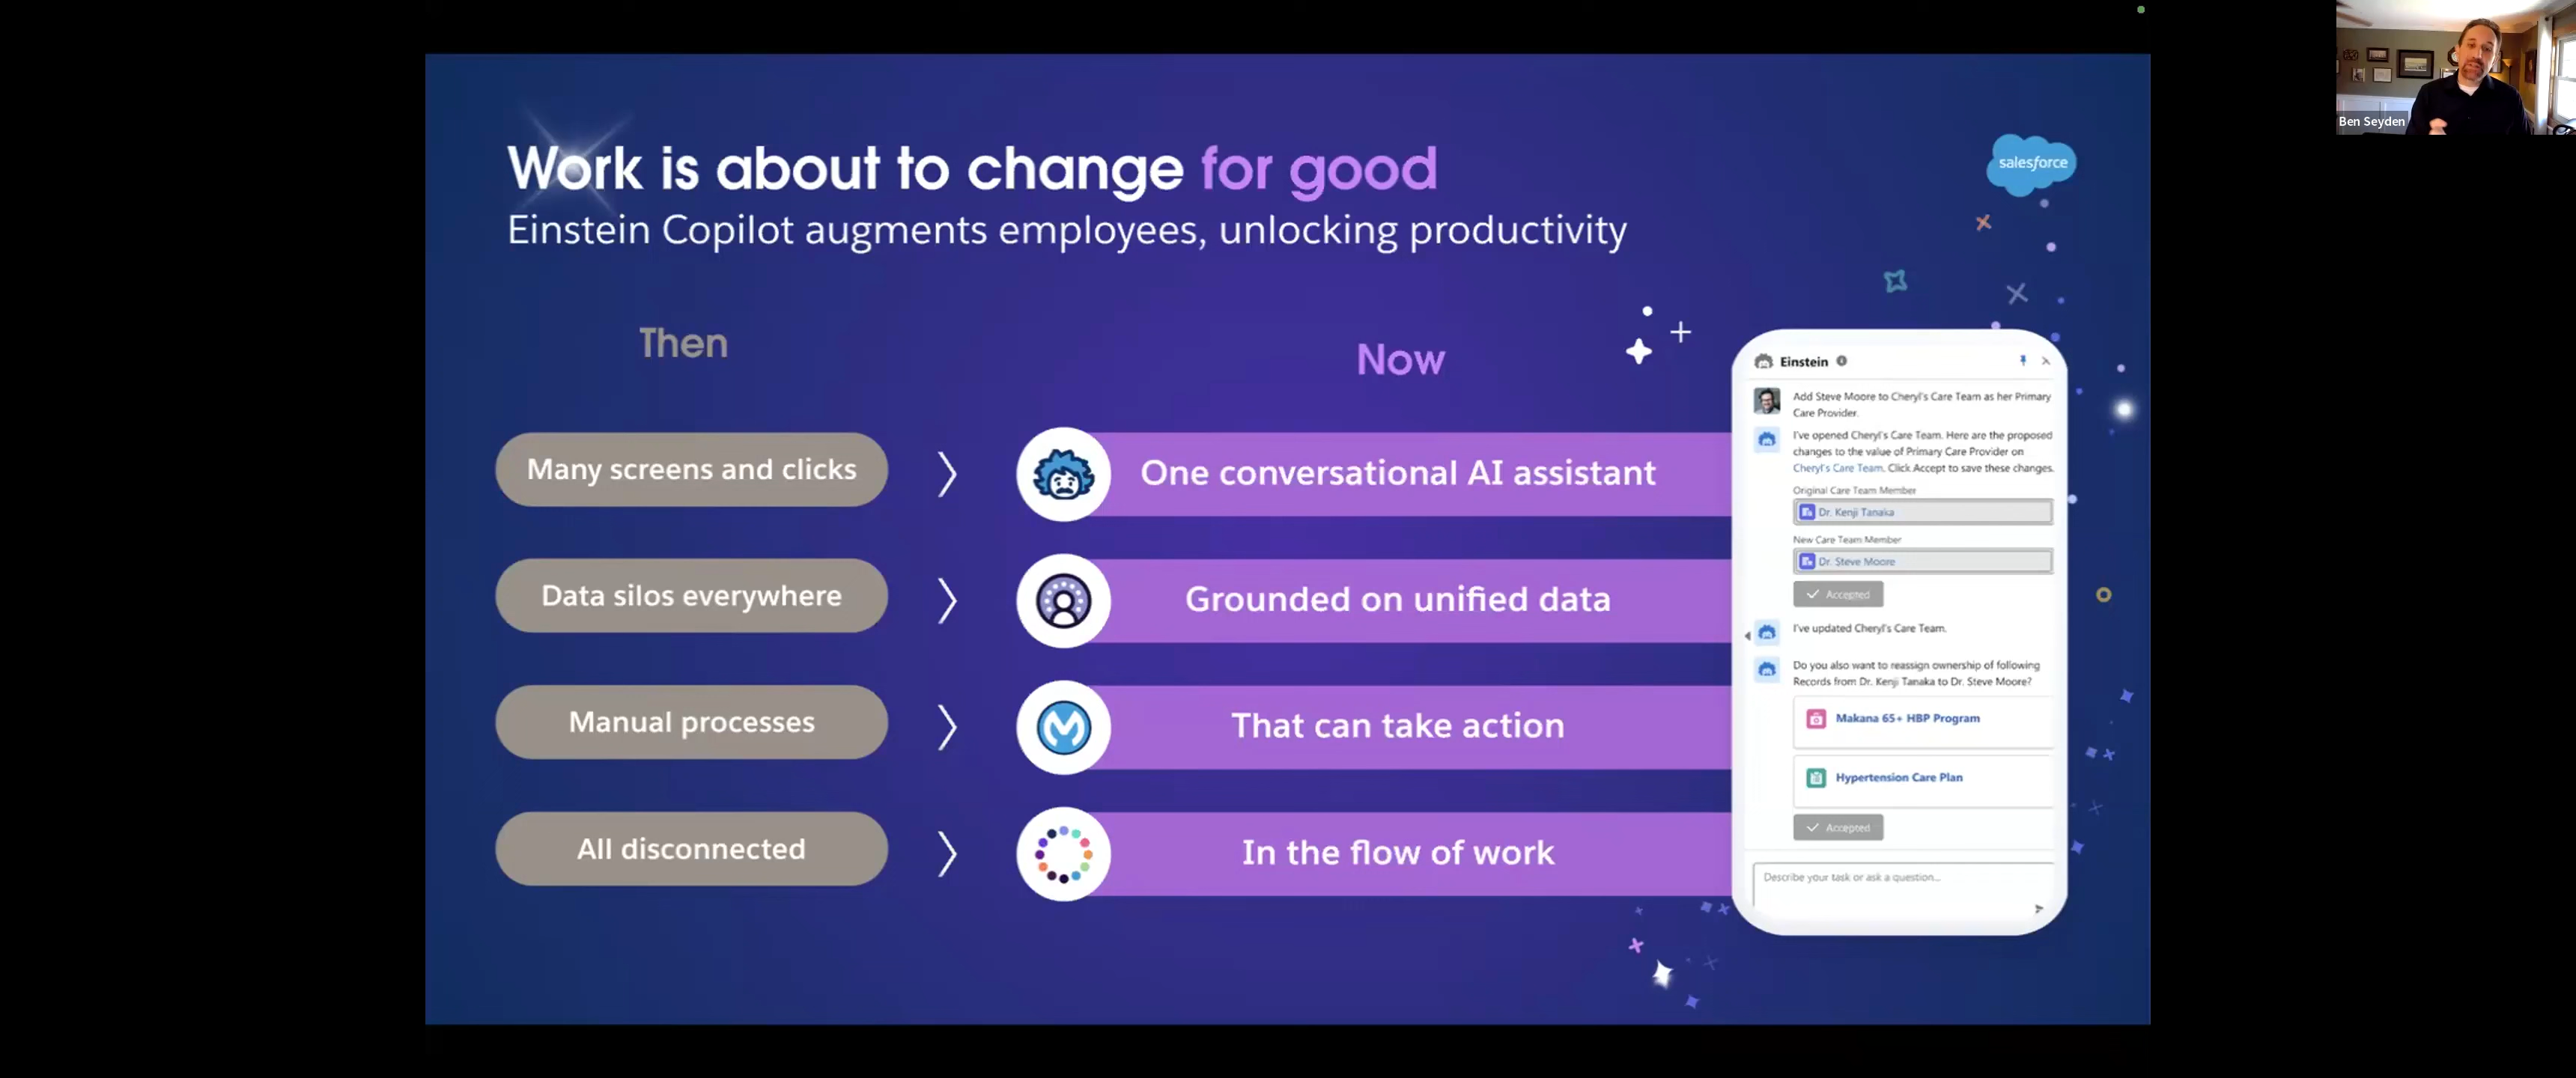 Ben Seyden
salesforce
Work is about to change for good
Einstein Copilot augments employees, unlocking productivity
Then
Now
Many screens and clicks
One conversational AI assistant
Data silos everywhere
Grounded on unified data
Manual processes
That can take action
All disconnected
In the flow of work
Einstein
Add Steve Moore to Cheryl's Care Team as her Primary
Care Provider.
I've opened Cheryl's Care Team. Here are the proposed
changes to the value of Primary Care Provider on
Cheryl's Care Team. Click Accept to save these changes.
Original Care Team Member
Dr. Kenji Tanaka
New Care Team Member
Dr. Steve Moore
Accepted
I've updated Cheryl's Care Team.
Do you also want to reassign ownership of following
Records from Dr. Kenji Tanaka to Dr. Steve Moore?
Makana 65+ HBP Program
Hypertension Care Plan
Accepted
Describe your task or ask a question...